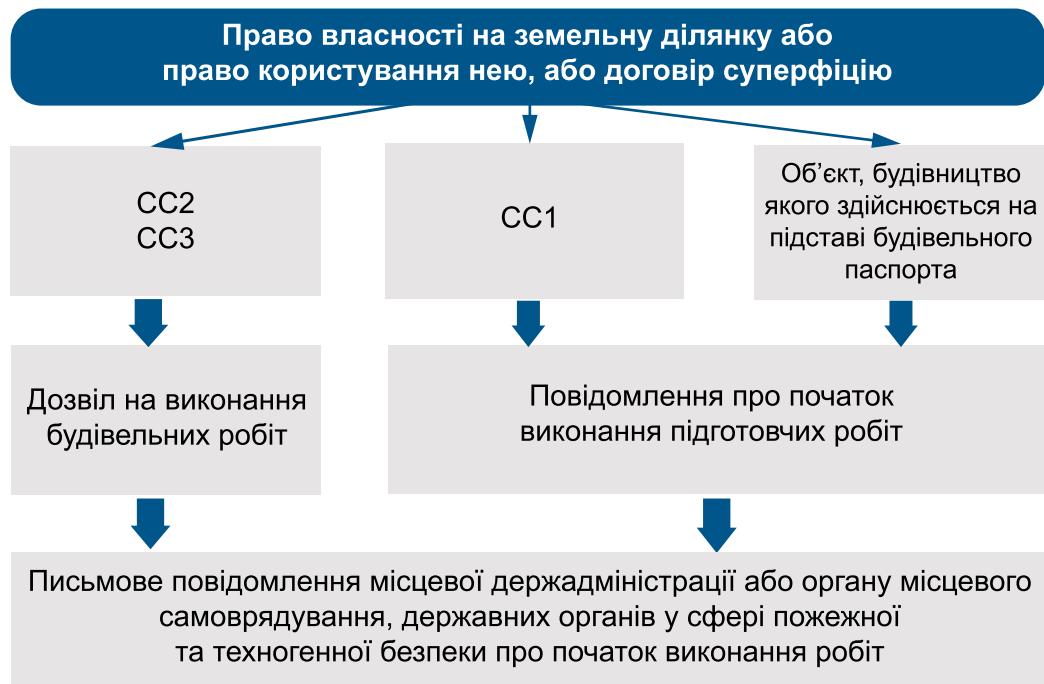 Право власності на земельну ділянку або
право користування нею, або договір суперфіцію
СС2
СС3
СС1
Об’єкт, будівництво
якого здійснюється на
підставі будівельного
паспорта
Дозвіл на виконання
будівельних робіт
Повідомлення про початок
виконання підготовчих робіт
Письмове повідомлення місцевої держадміністрації або органу місцевого
самоврядування, державних органів у сфері пожежної
та техногенної безпеки про початок виконання робіт